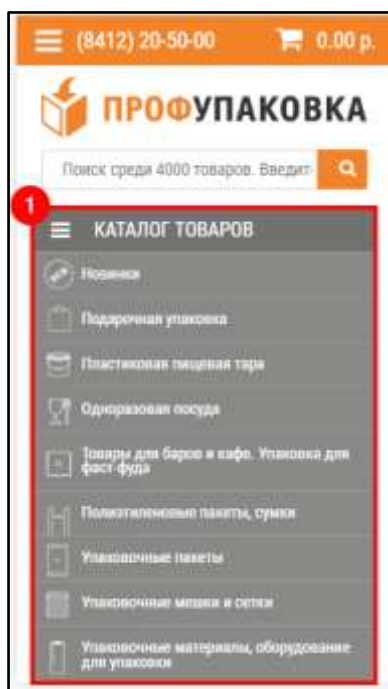 (8412) 20-50-00 0.00 р.
ПРОФУПАКОВКА
Поиск среди 4000 товаров. Введит
1
КАТАЛОГ ТОВАРОВ
Новинки
Подарочная упаковка
Пластиковая пищевая тара
Одноразовая посуда
Товары для баров и кафе. Упаковка для
фаст-фуда
Полиэтиленовые пакеты, сумки
Упаковочные пакеты
Упаковочные мешки и сетки
Упаковочные материалы, оборудование
для упаковки